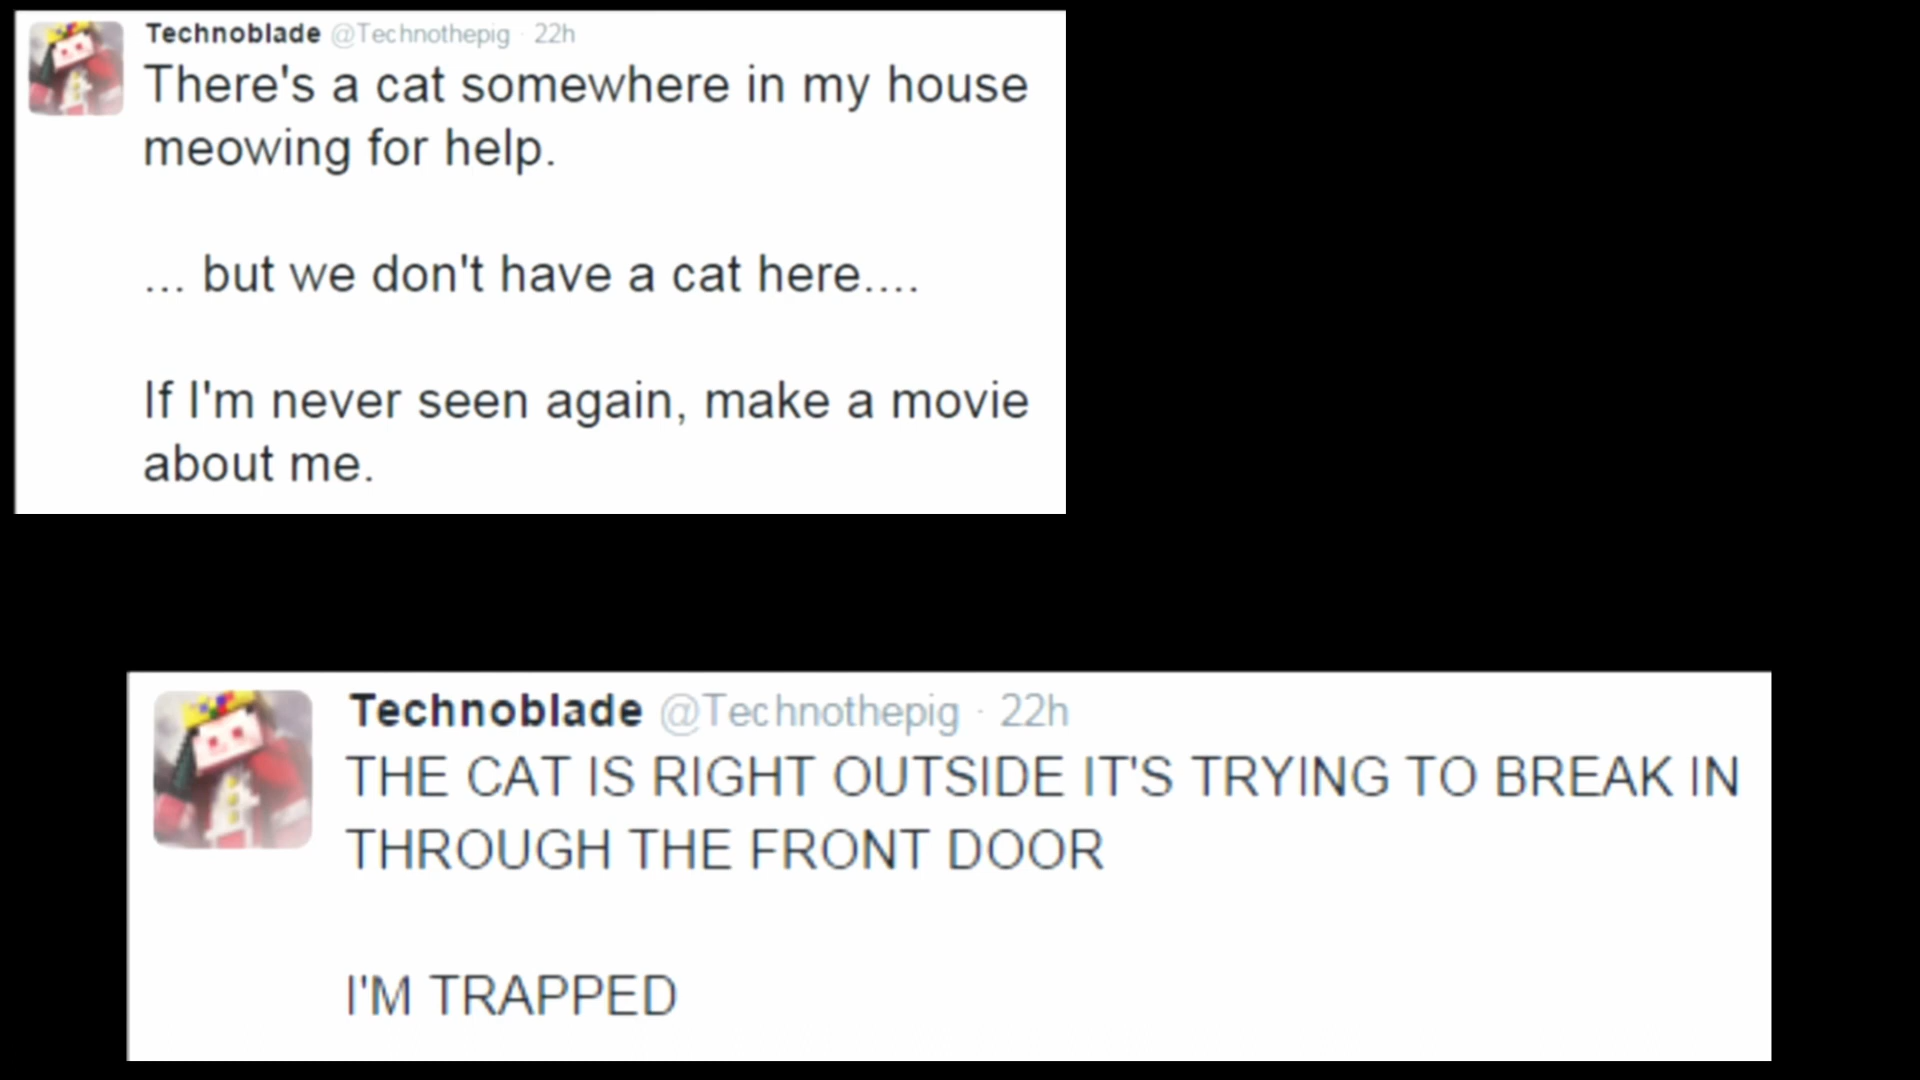 Technoblade @Technothepig · 22h
There's a cat somewhere in my house
meowing for help.
... but we don't have a cat here....
If I'm never seen again, make a movie
about me.
Technoblade @Technothepig · 22h
THE CAT IS RIGHT OUTSIDE IT'S TRYING TO BREAK IN
THROUGH THE FRONT DOOR
I'M TRAPPED